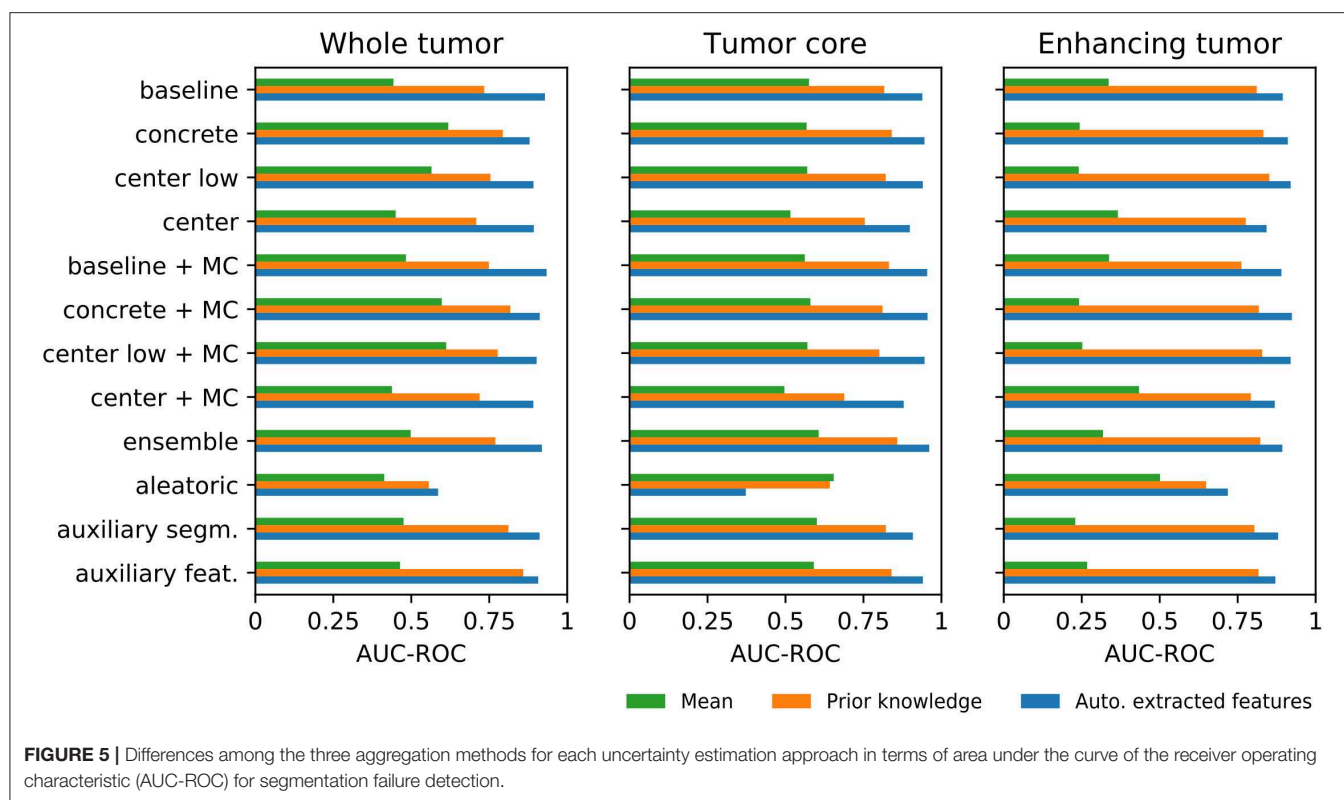 Whole tumor
Tumor core
Enhancing tumor
baseline
concrete
center low
center
baseline + MC
concrete + MC
center low + MC
center + MC
ensemble
aleatoric
auxiliary segm.
auxiliary feat.
0 0.25 0.5 0.75 1
0 0.25 0.5 0.75 1
0 0.25 0.5 0.75 1
AUC-ROC
AUC-ROC
AUC-ROC
Mean
Prior knowledge
Auto. extracted features
FIGURE 5 | Differences among the three aggregation methods for each uncertainty estimation approach in terms of area under the curve of the receiver operating
characteristic (AUC-ROC) for segmentation failure detection.